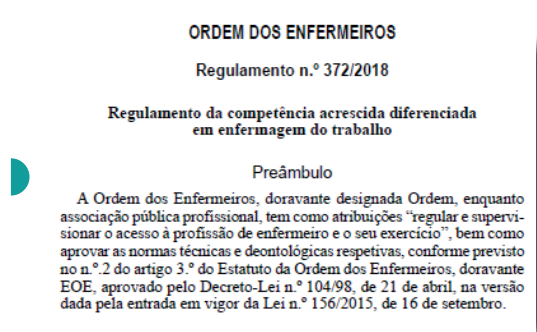 ORDEM DOS ENFERMEIROS
Regulamento n.º 372/2018
Regulamento da competência acrescida diferenciada
em enfermagem do trabalho
Preâmbulo
A Ordem dos Enfermeiros, doravante designada Ordem, enquanto
associação pública profissional, tem como atribuições “regular e supervi-
sionar o acesso à profissão de enfermeiro e o seu exercício”, bem como
aprovar as normas técnicas e deontológicas respetivas, conforme previsto
no n.º.2 do artigo 3.º do Estatuto da Ordem dos Enfermeiros, doravante
EOE, aprovado pelo Decreto-Lei n.º 104/98, de 21 de abril, na versão
dada pela entrada em vigor da Lei n.º 156/2015, de 16 de setembro.